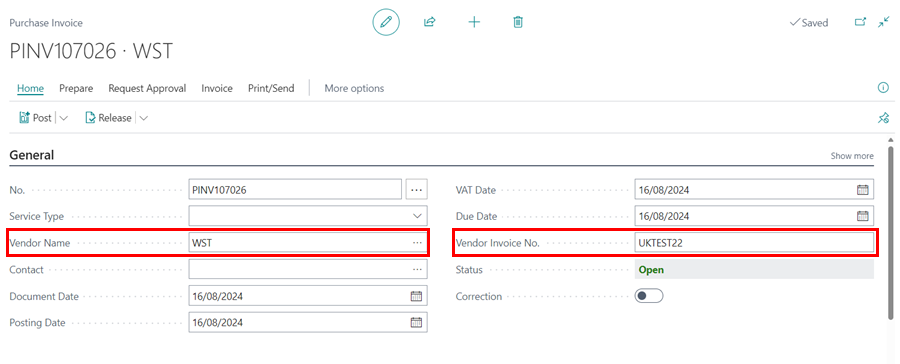 Purchase Invoice
Saved
PINV107026 · WST
Home Prepare Request Approval Invoice Print/Send More options
Post Release
General Show more
No. PINV107026 VAT Date 16/08/2024
Service Type Due Date 16/08/2024
Vendor Name WST Vendor Invoice No. UKTEST22
Contact Status Open
Document Date 16/08/2024 Correction
Posting Date 16/08/2024